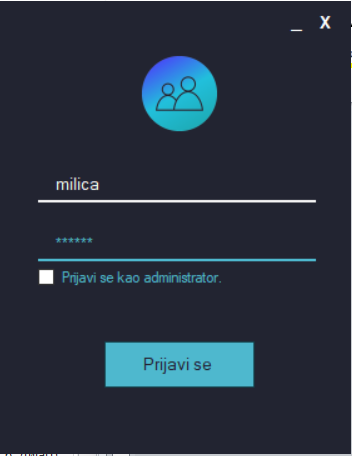 _ X
milica
******
Prijavi se kao administrator.
Prijavi se